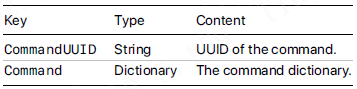 Key Type Content
CommandUUID String UUID of the command.
Command Dictionary The command dictionary.